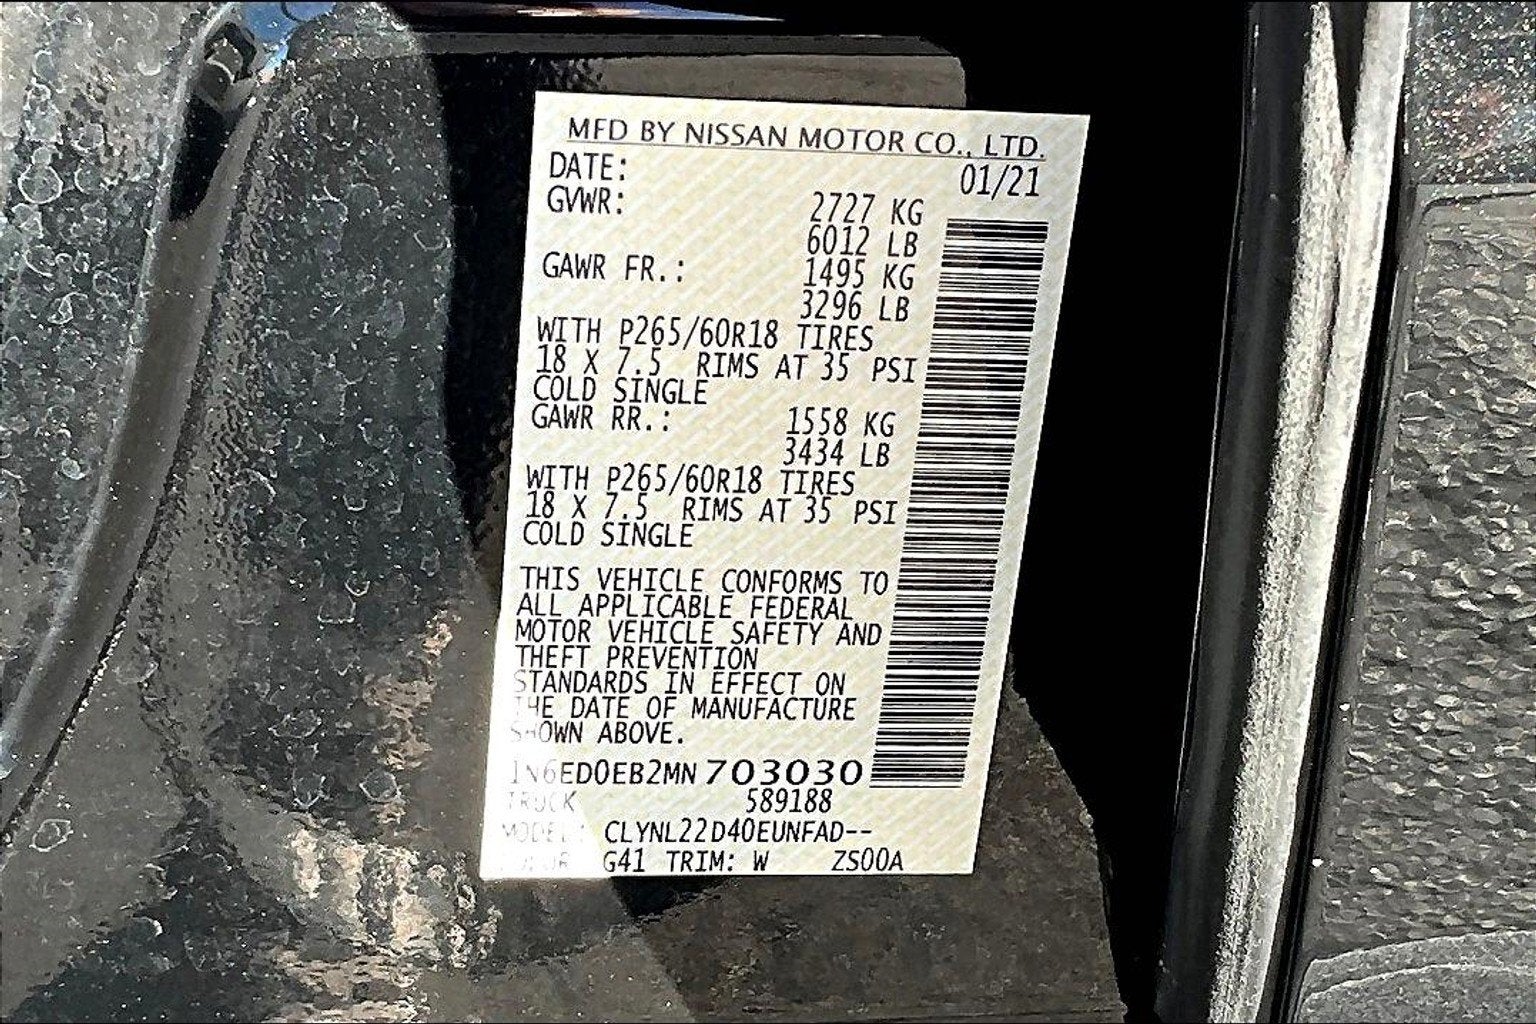 MFD BY NISSAN MOTOR CO., LTD.
DATE: 01/21
GVWR: 2727 KG
6012 LB
GAWR FR.: 1495 KG
3296 LB
WITH P265/60R18 TIRES
18 X 7.5 RIMS AT 35 PSI
COLD SINGLE
GAWR RR.: 1558 KG
3434 LB
WITH P265/60R18 TIRES
18 X 7.5 RIMS AT 35 PSI
COLD SINGLE
THIS VEHICLE CONFORMS TO
ALL APPLICABLE FEDERAL
MOTOR VEHICLE SAFETY AND
THEFT PREVENTION
STANDARDS IN EFFECT ON
THE DATE OF MANUFACTURE
SHOWN ABOVE.
1N6ED0EB2MN703030
TRUCK 589188
MODEL: CLYNL22D40EUNFAD--
G41 TRIM: W ZS00A